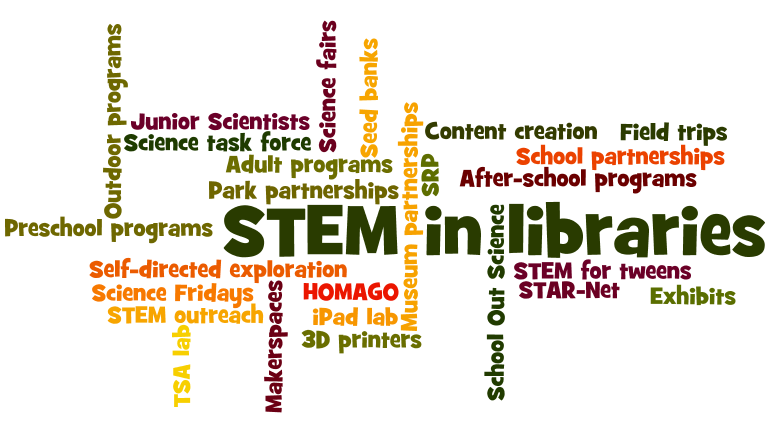 Outdoor programs
Science fairs
Seed banks
Junior Scientists
Science task force
Museum partnerships
Content creation
Field trips
Adult programs
SRP
School partnerships
Park partnerships
After-school programs
Preschool programs
STEM in libraries
School Out Science
Self-directed exploration
STEM for tweens
Science Fridays
HOMAGO
STAR-Net
Exhibits
STEM outreach
Makerspaces
iPad lab
3D printers
TSA lab